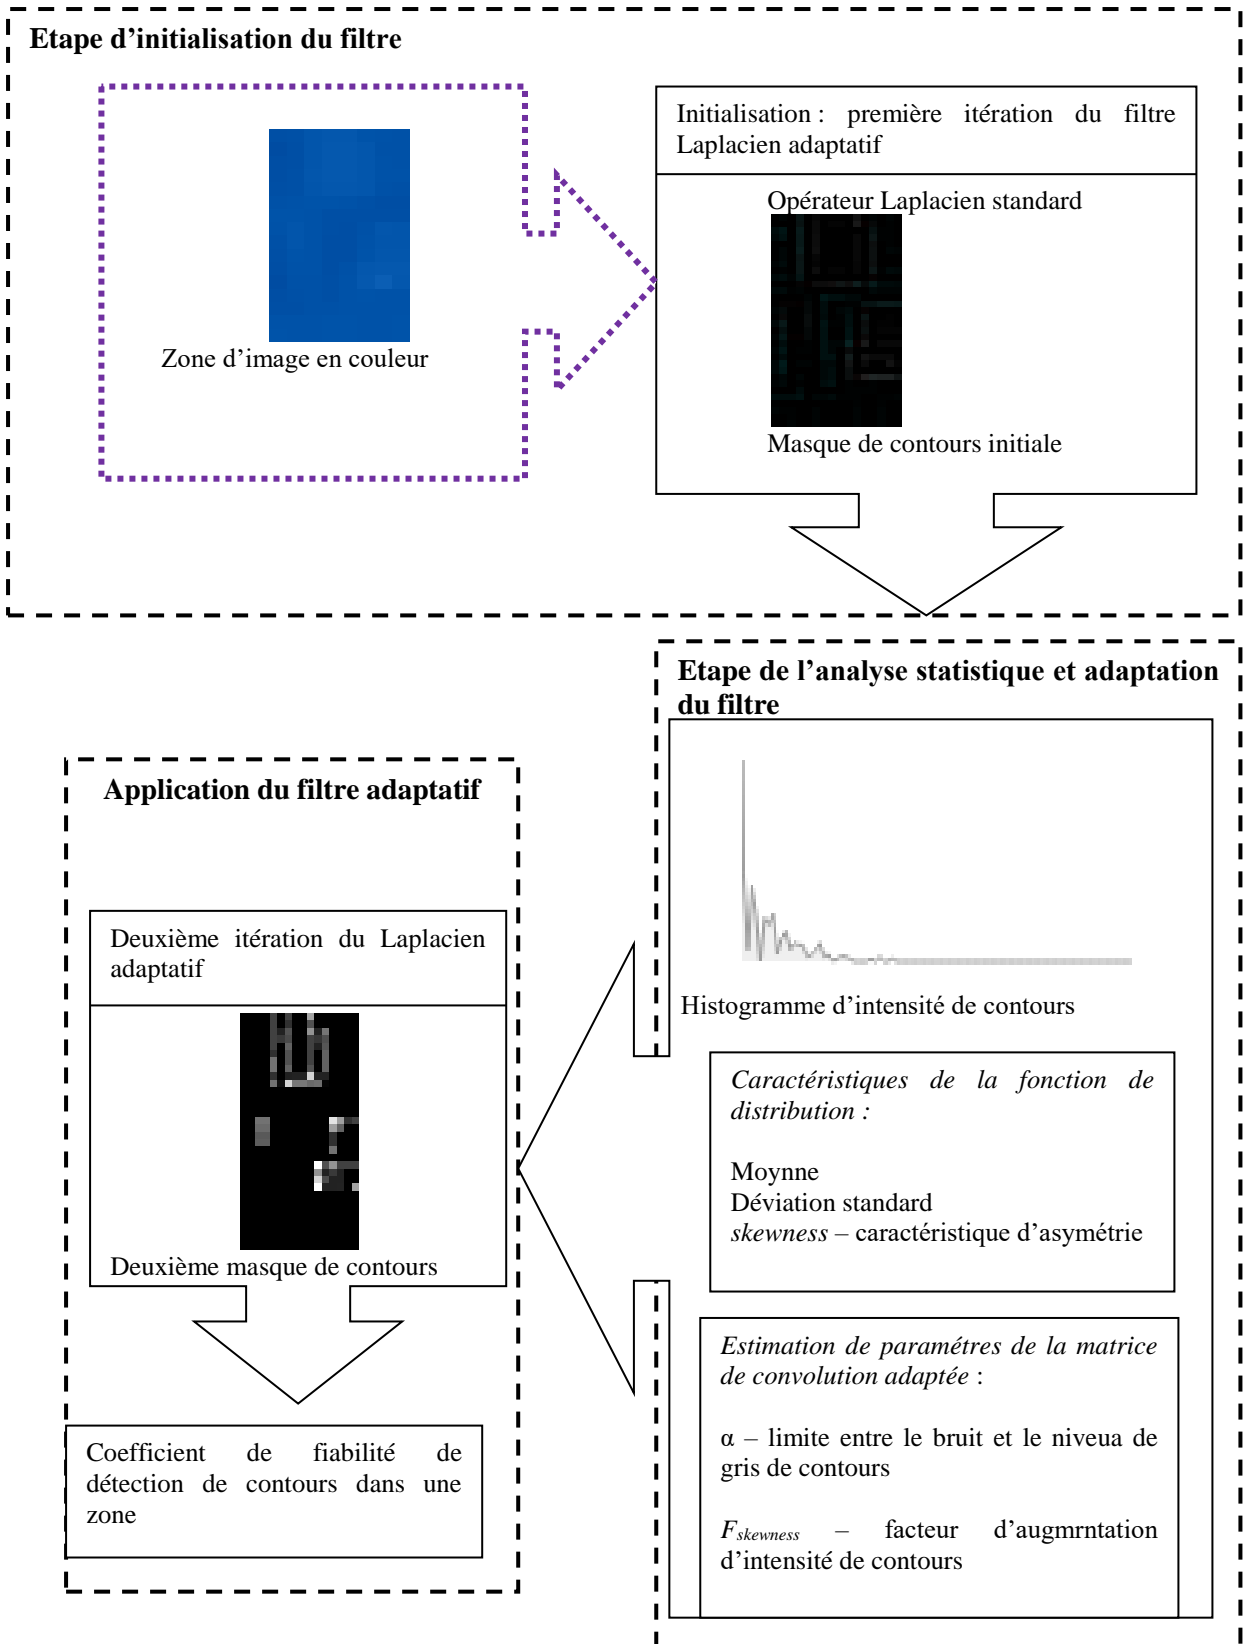 Etape d’initialisation du filtre
Zone d’image en couleur
Initialisation : première itération du filtre
Laplacien adaptatif
Opérateur Laplacien standard
Masque de contours initiale
Etape de l’analyse statistique et adaptation
du filtre
Histogramme d’intensité de contours
Caractéristiques de la fonction de
distribution :
Moynne
Déviation standard
skewness – caractéristique d’asymétrie
Estimation de paramétres de la matrice
de convolution adaptée :
α – limite entre le bruit et le niveua de
gris de contours
Fskewness – facteur d’augmrntation
d’intensité de contours
Application du filtre adaptatif
Deuxième itération du Laplacien
adaptatif
Deuxième masque de contours
Coefficient de fiabilité de
détection de contours dans une
zone